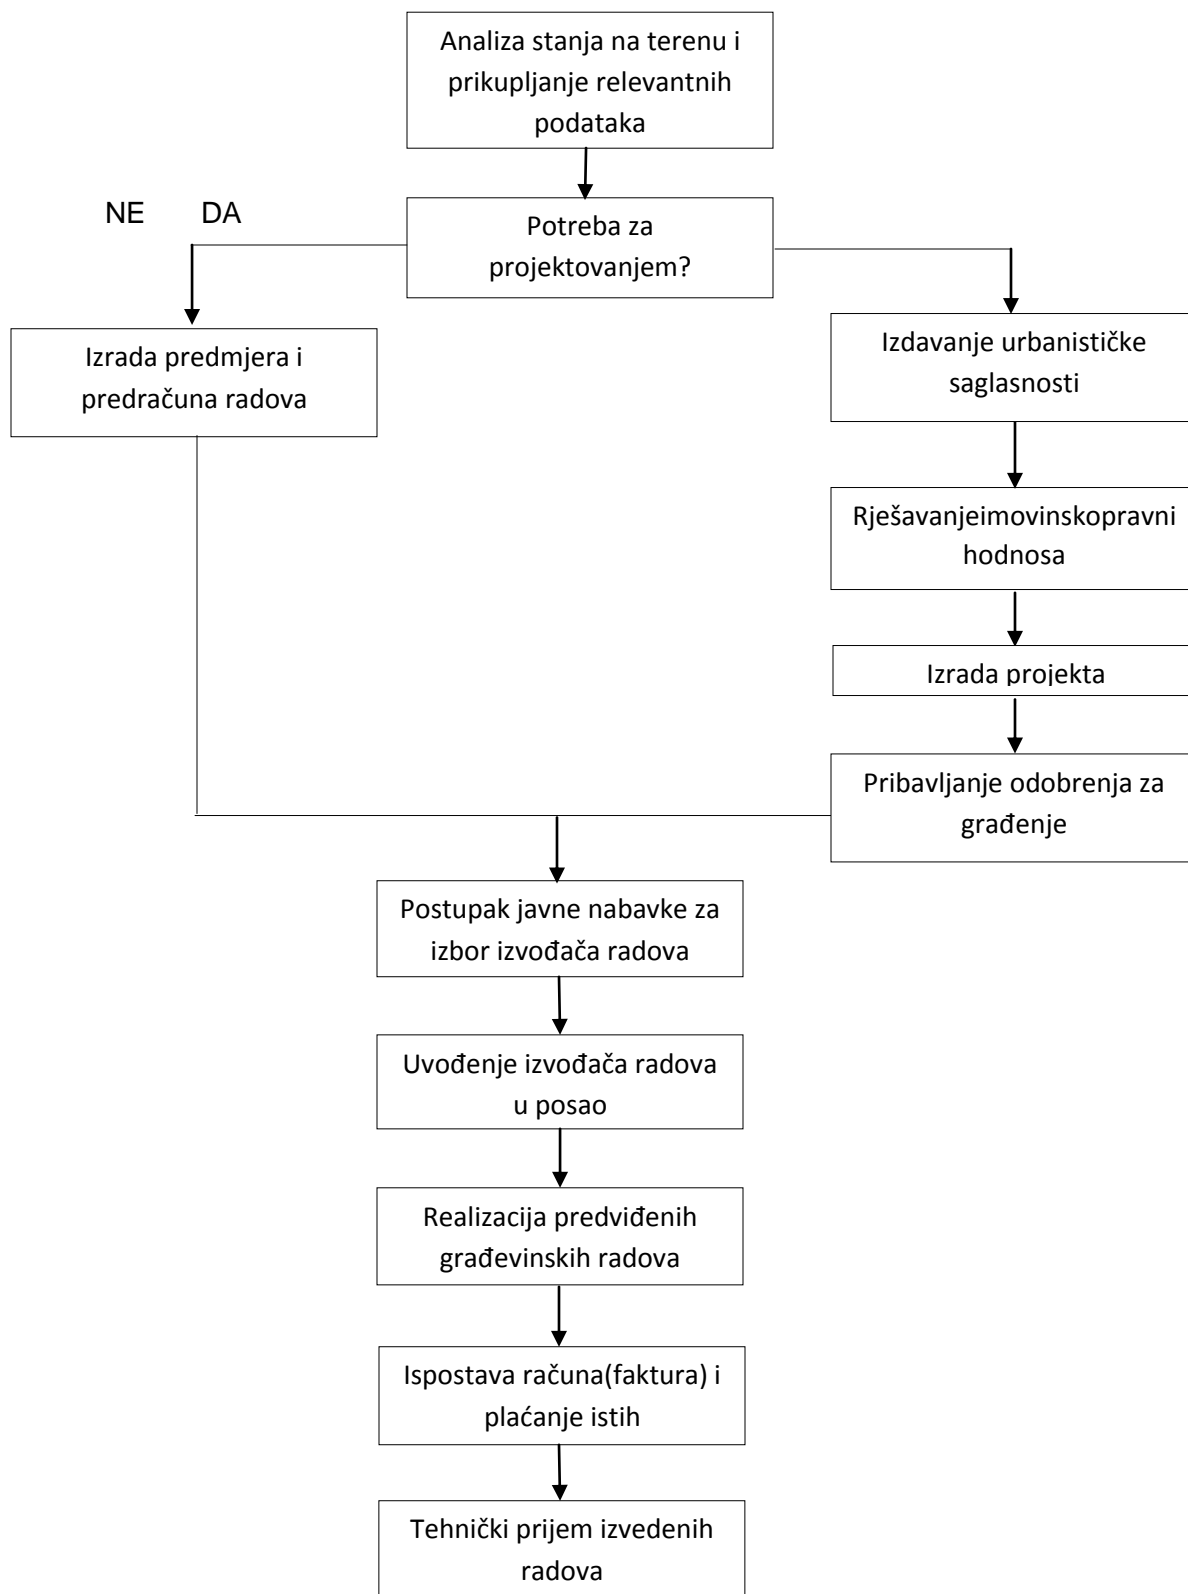 Analiza stanja na terenu i
prikupljanje relevantnih
podataka
NE DA
Potreba za
projektovanjem?
Izrada predmjera i
predračuna radova
Izdavanje urbanističke
saglasnosti
Rješavanjeimovinskopravni
hodnosa
Izrada projekta
Pribavljanje odobrenja za
građenje
Postupak javne nabavke za
izbor izvođača radova
Uvođenje izvođača radova
u posao
Realizacija predviđenih
građevinskih radova
Ispostava računa(faktura) i
plaćanje istih
Tehnički prijem izvedenih
radova